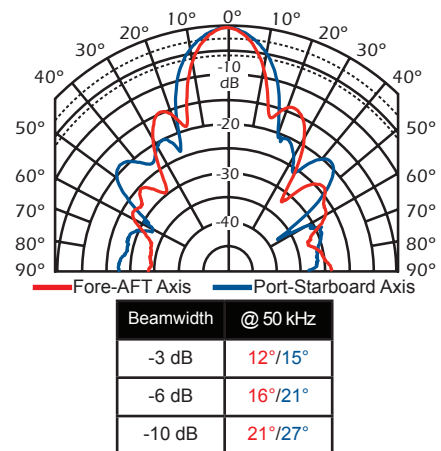 0°
10° 10°
20° 20°
30° 30°
40° 40°
50° 50°
60° 60°
70° 70°
80° 80°
90° 90°
-10
dB
-20
-30
-40
Fore-AFT Axis Port-Starboard Axis
Beamwidth @ 50 kHz
-3 dB 12°/15°
-6 dB 16°/21°
-10 dB 21°/27°